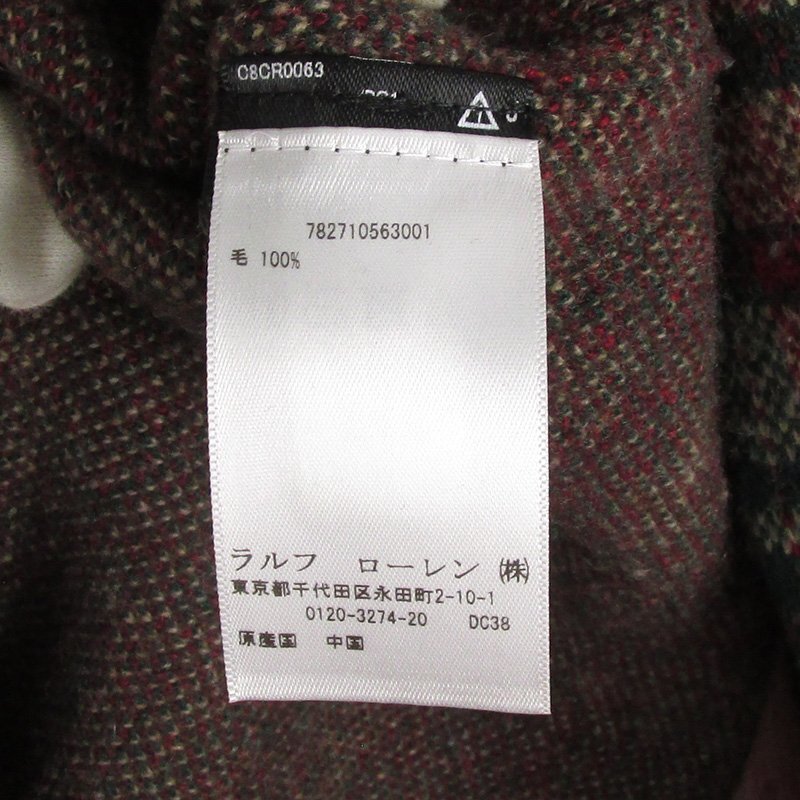 C8CR0063
782710563001
毛 100%
ラルフ ローレン ㈱
東京都千代田区永田町2-10-1
0120-3274-20 DC38
原産国 中国